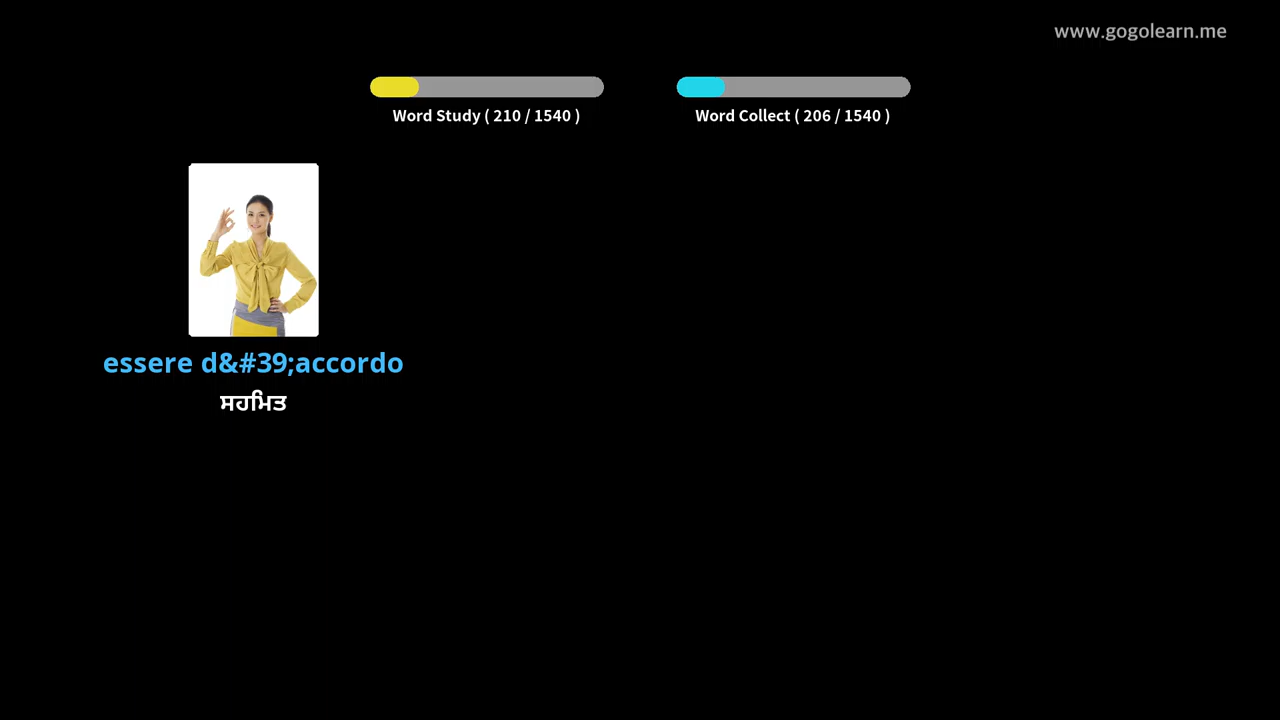 www.gogolearn.me
Word Study ( 210 / 1540 )
Word Collect ( 206 / 1540 )
essere d&#39;accordo
ਸਹਮਿਤ